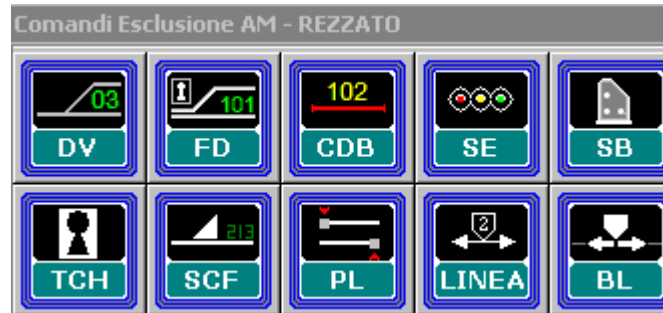 Comandi Esclusione AM - REZZATO
03 101 102
DV FD CDB SE SB
213 2
TCH SCF PL LINEA BL